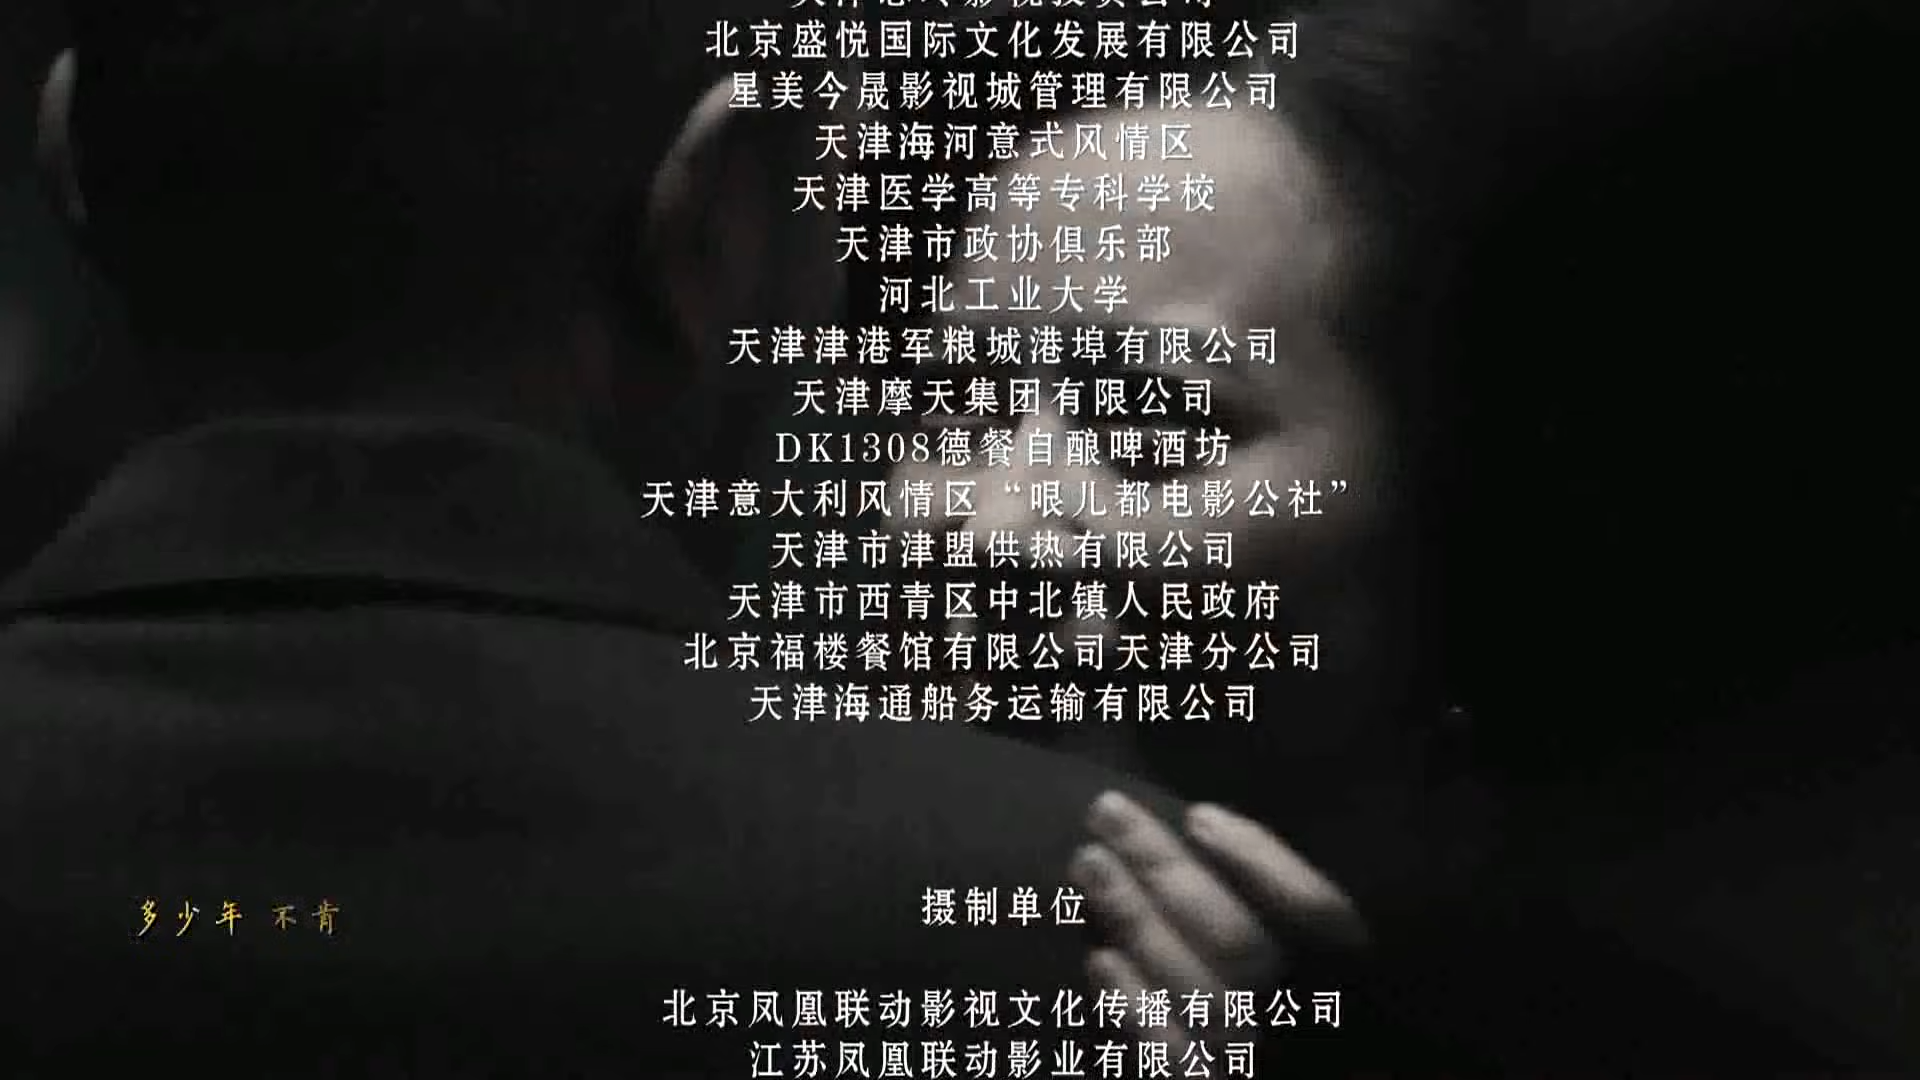 北京盛悦国际文化发展有限公司
星美今晟影视城管理有限公司
天津海河意式风情区
天津医学高等专科学校
天津市政协俱乐部
河北工业大学
天津津港军粮城港埠有限公司
天津摩天集团有限公司
DK1308德餐自酿啤酒坊
天津意大利风情区“哏儿都电影公社”
天津市津盟供热有限公司
天津市西青区中北镇人民政府
北京福楼餐馆有限公司天津分公司
天津海通船务运输有限公司
摄制单位
多少年 不肯
北京凤凰联动影视文化传播有限公司
江苏凤凰联动影业有限公司